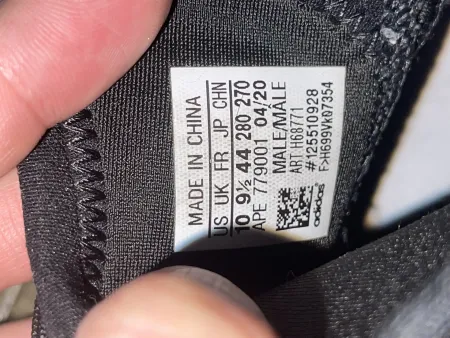 MADE IN CHINA
US UK FR JP CHN
10 9½ 44 280 270
APE 779001 04/20
MALE/MÂLE
ART:H68771
#125510928
F>H699Vk07354
adidas